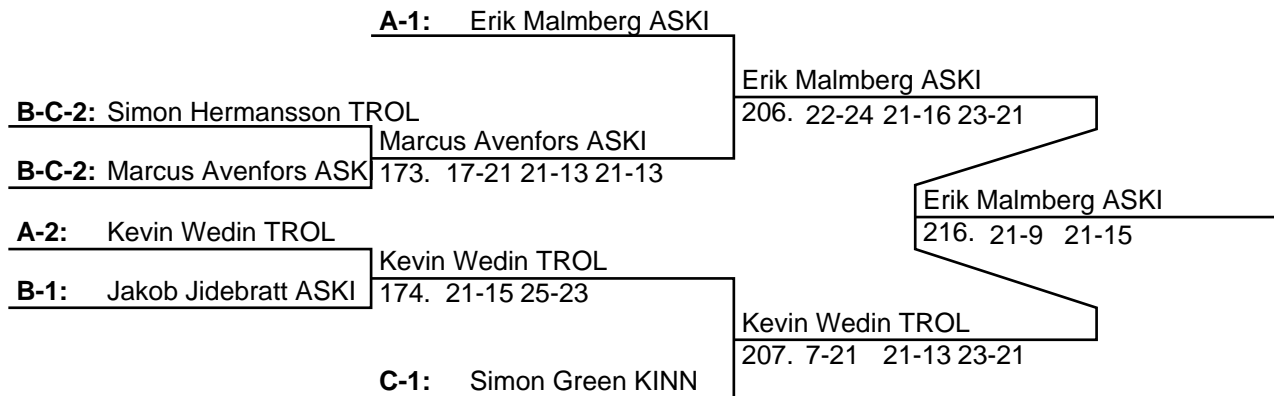 A-1: Erik Malmberg ASKI
Erik Malmberg ASKI
B-C-2: Simon Hermansson TROL
206. 22-24 21-16 23-21
Marcus Avenfors ASKI
B-C-2: Marcus Avenfors ASK
173. 17-21 21-13 21-13
Erik Malmberg ASKI
A-2: Kevin Wedin TROL
216. 21-9 21-15
Kevin Wedin TROL
B-1: Jakob Jidebratt ASKI
174. 21-15 25-23
Kevin Wedin TROL
207. 7-21 21-13 23-21
C-1: Simon Green KINN